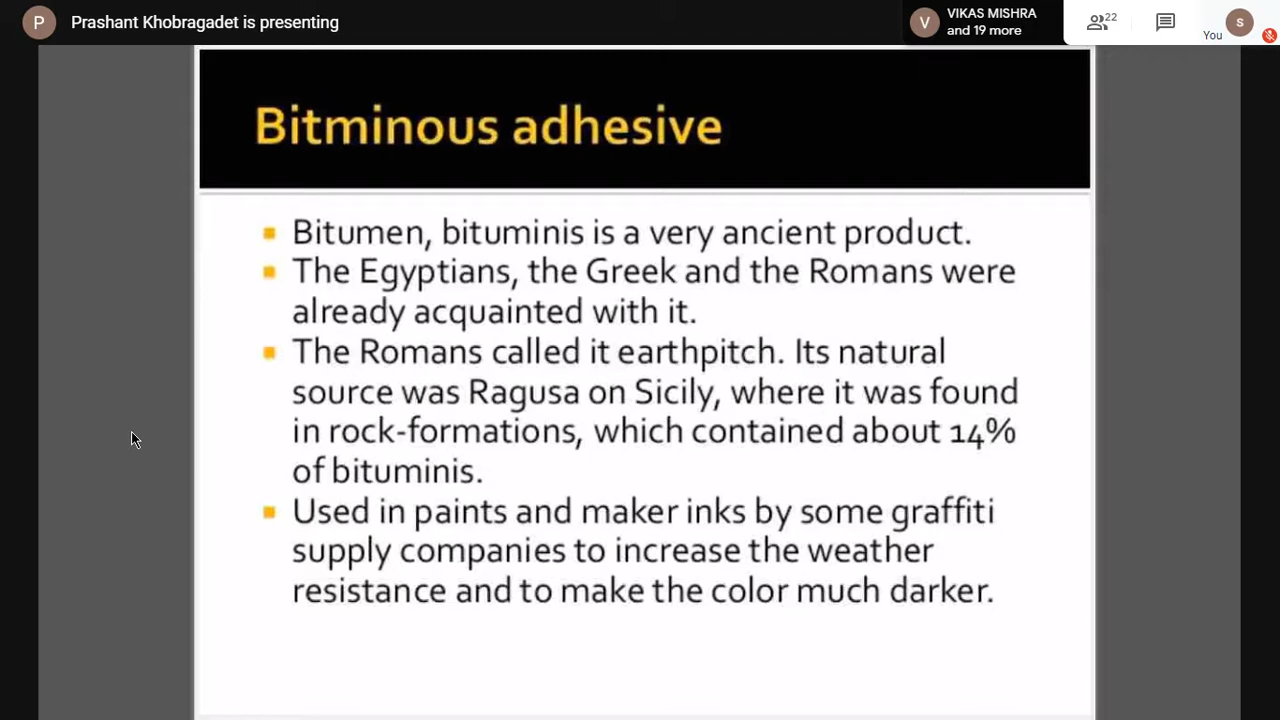 P
Prashant Khobragadet is presenting
V
VIKAS MISHRA
and 19 more
22
You
s
Bitminous adhesive
Bitumen, bituminis is a very ancient product.
The Egyptians, the Greek and the Romans were
already acquainted with it.
The Romans called it earthpitch. Its natural
source was Ragusa on Sicily, where it was found
in rock-formations, which contained about 14%
of bituminis.
Used in paints and maker inks by some graffiti
supply companies to increase the weather
resistance and to make the color much darker.